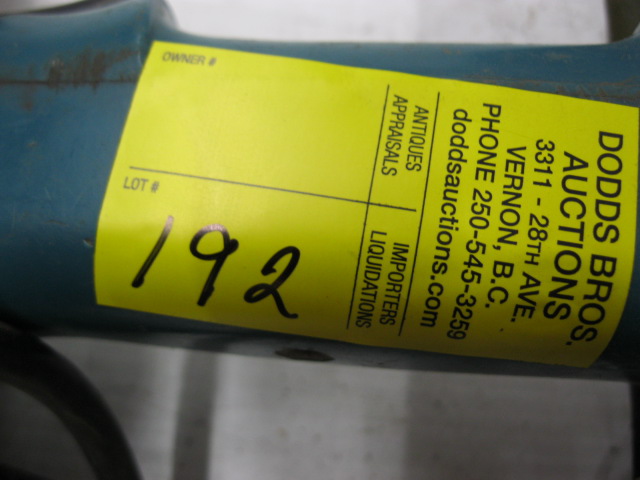 OWNER #
LOT #
192
ANTIQUES
APPRAISALS
IMPORTERS
LIQUIDATIONS
DODDS BROS.
AUCTIONS
3311 - 28TH AVE.
VERNON, B.C.
PHONE 250-545-3259
doddsauctions.com